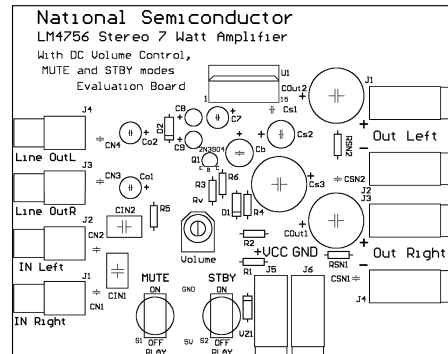 National Semiconductor
LM4756 Stereo 7 Watt Amplifier
With DC Volume Control,
MUTE and STBY modes
Evaluation Board
U1
1
15
COut2
J1
Cs1
J4
C8
C7
D2
+
CN4
Co2
C9
2N3904
Cs2
RSN2
Out Left
Line OutL
Q1
E B C
Cb
J3
R6
R3
CN3
Co1
Rv
Cs3
CSN2
J2
J3
Line OutR
CIN2
R5
D1
R4
J2
CN2
COut1
R2
+VCC GND
Out Right
IN Left
Volume
R1
J5
J6
RSN1
CSN1
J4
J1
CIN1
CN1
MUTE
GND
STBY
ON
ON
IN Right
S1
OFF
PLAY
5V
S2
OFF
PLAY
VZ1